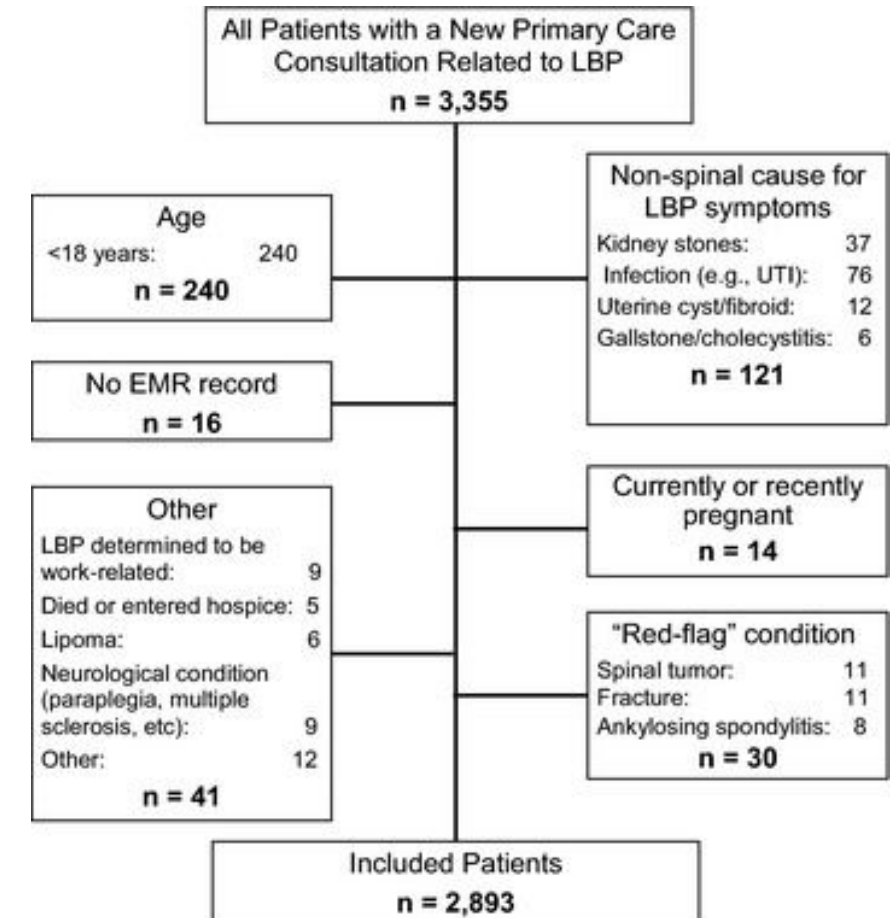 All Patients with a New Primary Care
Consultation Related to LBP
n = 3,355
Age
<18 years: 240
n = 240
No EMR record
n = 16
Other
LBP determined to be
work-related: 9
Died or entered hospice: 5
Lipoma: 6
Neurological condition
(paraplegia, multiple
sclerosis, etc): 9
Other: 12
n = 41
Non-spinal cause for
LBP symptoms
Kidney stones: 37
Infection (e.g., UTI): 76
Uterine cyst/fibroid: 12
Gallstone/cholecystitis: 6
n = 121
Currently or recently
pregnant
n = 14
“Red-flag” condition
Spinal tumor: 11
Fracture: 11
Ankylosing spondylitis: 8
n = 30
Included Patients
n = 2,893